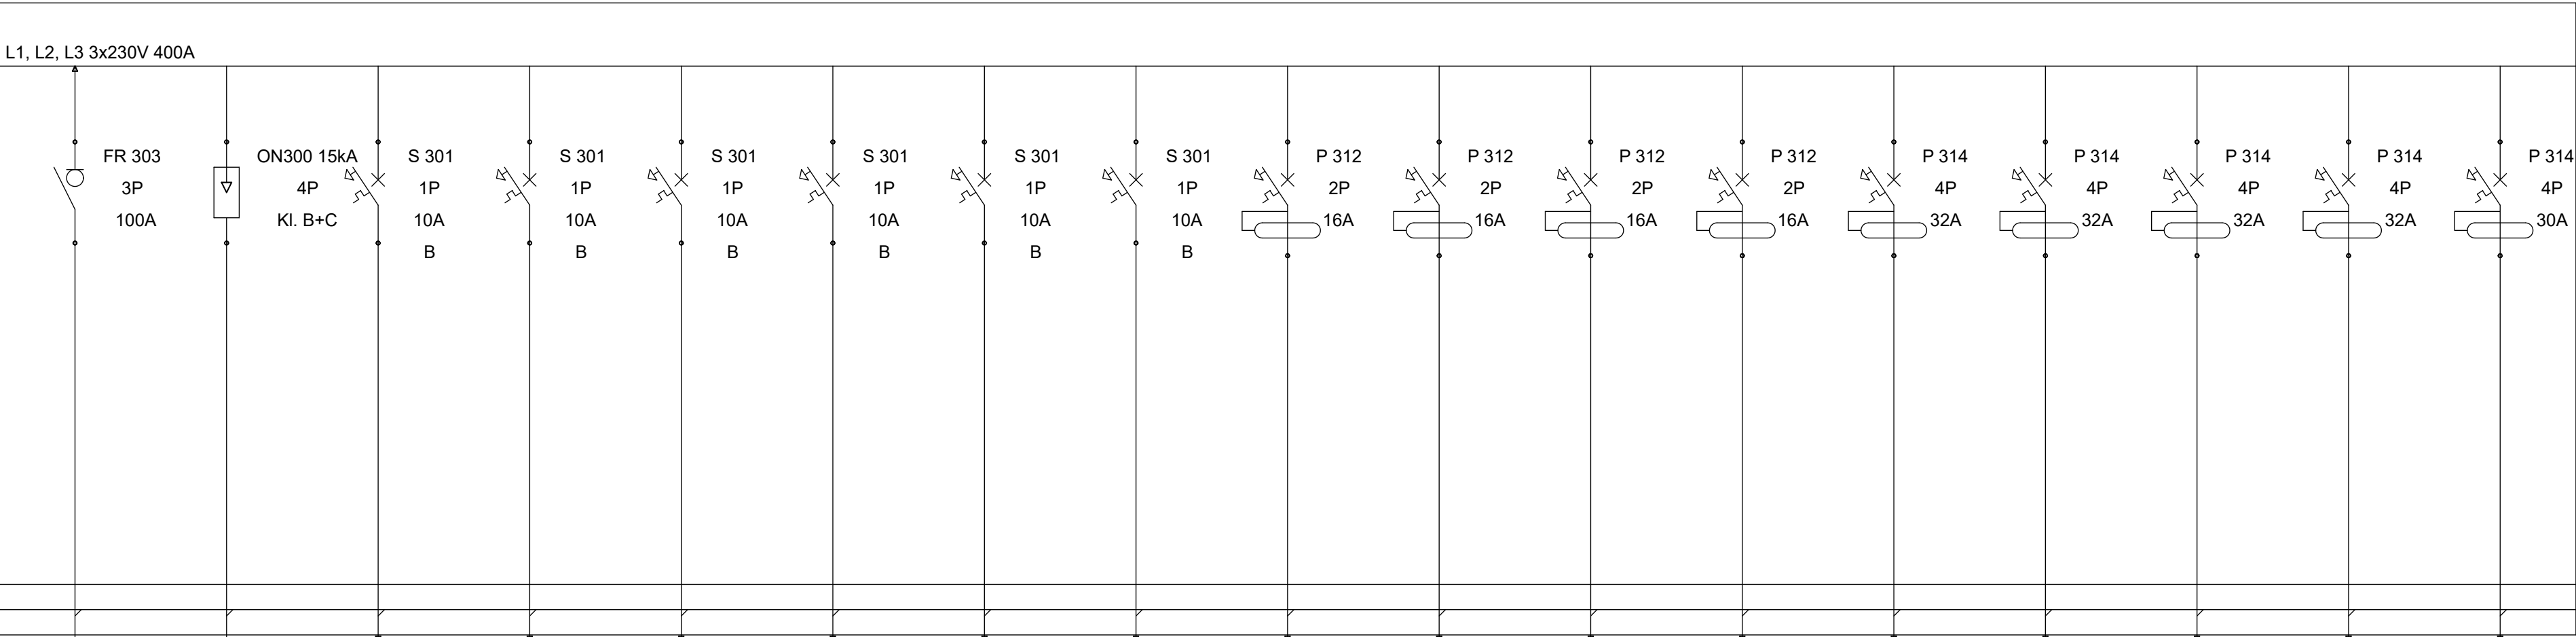 L1, L2, L3 3x230V 400A
FR 303
3P
100A
ON300 15kA
4P
Kl. B+C
S 301
1P
10A
B
S 301
1P
10A
B
S 301
1P
10A
B
S 301
1P
10A
B
S 301
1P
10A
B
S 301
1P
10A
B
P 312
2P
16A
P 312
2P
16A
P 312
2P
16A
P 312
2P
16A
P 314
4P
32A
P 314
4P
32A
P 314
4P
32A
P 314
4P
32A
P 314
4P
30A